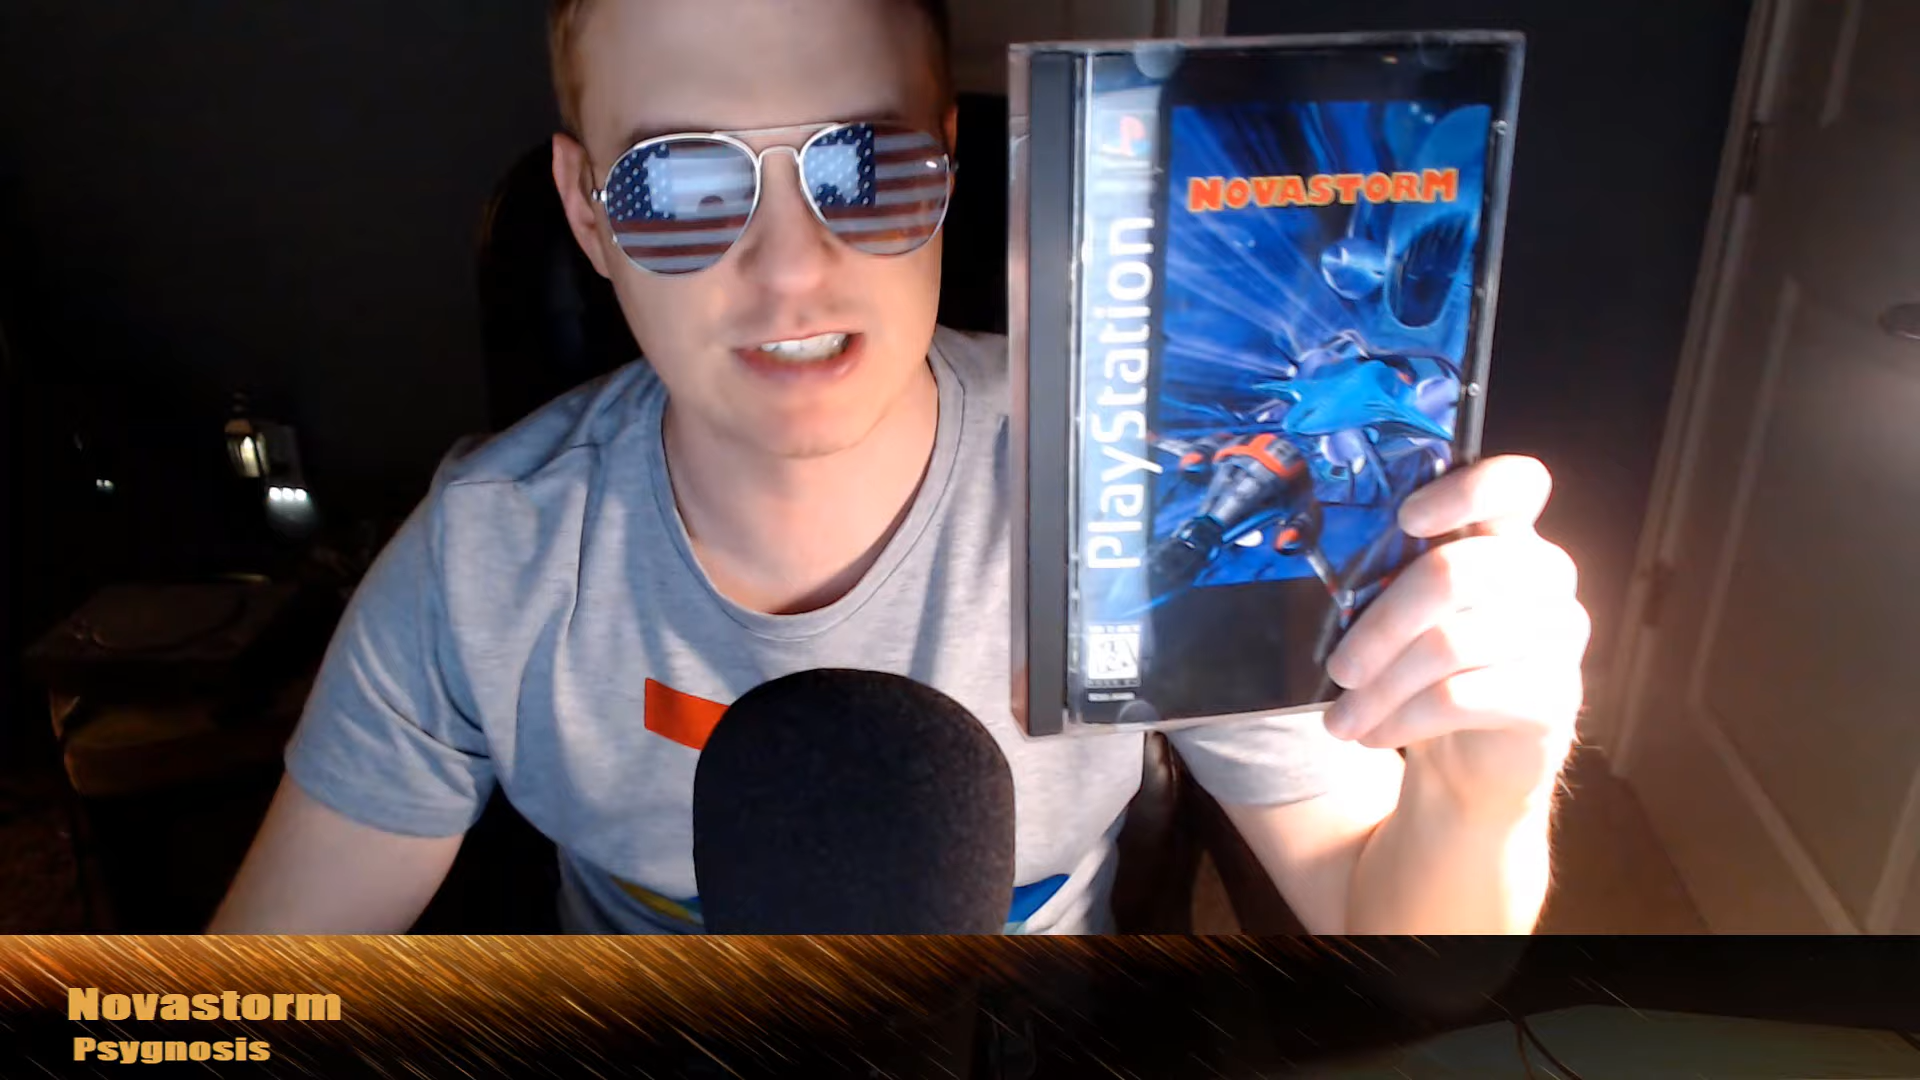 NOVASTORM
PlayStation
K-A
Novastorm
Psygnosis